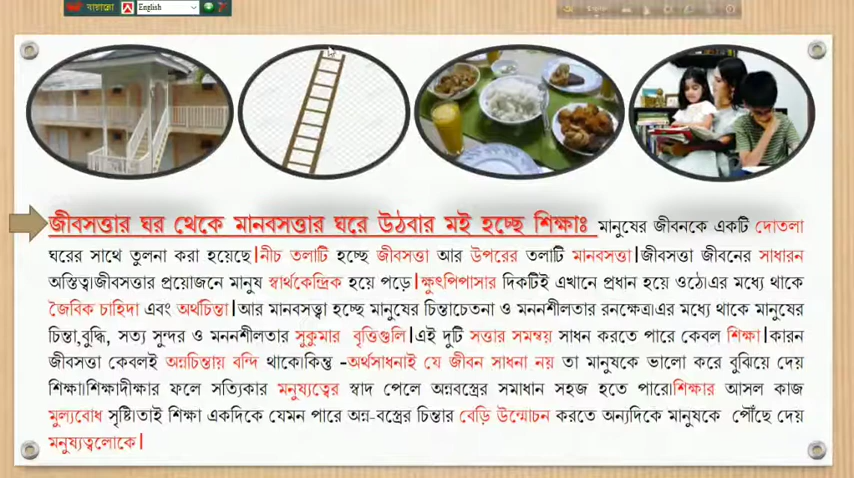 বাংলা
English
জীবসত্তার ঘর থেকে মানবসত্তার ঘরে উঠবার মই হচ্ছে শিক্ষাঃ মানুষের জীবনকে একটি দোতলা
ঘরের সাথে তুলনা করা হয়েছে।নীচ তলাটি হচ্ছে জীবসত্তা আর উপরের তলাটি মানবসত্তা।জীবসত্তা জীবনের সাধারন
অস্তিত্ব।জীবসত্তার প্রয়োজনে মানুষ স্বার্থকেন্দ্রিক হয়ে পড়ে।ক্ষুৎপিপাসার দিকটিই এখানে প্রধান হয়ে ওঠে।এর মধ্যে থাকে
জৈবিক চাহিদা এবং অর্থচিন্তা।আর মানবসত্ত্বা হচ্ছে মানুষের চিন্তাচেতনা ও মননশীলতার রনক্ষেত্র।এর মধ্যে থাকে মানুষের
চিন্তা,বুদ্ধি, সত্য সুন্দর ও মননশীলতার সুকুমার বৃত্তিগুলি।এই দুটি সত্তার সমন্বয় সাধন করতে পারে কেবল শিক্ষা।কারন
জীবসত্তা কেবলই অন্নচিন্তায় বন্দি থাকে।কিন্তু -অর্থসাধনাই যে জীবন সাধনা নয় তা মানুষকে ভালো করে বুঝিয়ে দেয়
শিক্ষা।শিক্ষাদীক্ষার ফলে সত্যিকার মনুষ্যত্বের স্বাদ পেলে অন্নবস্ত্রের সমাধান সহজ হতে পারে।শিক্ষার আসল কাজ
মুল্যবোধ সৃষ্টি।তাই শিক্ষা একদিকে যেমন পারে অন্ন-বস্ত্রের চিন্তার বেড়ি উন্মোচন করতে অন্যদিকে মানুষকে পৌঁছে দেয়
মনুষ্যত্বলোকে।